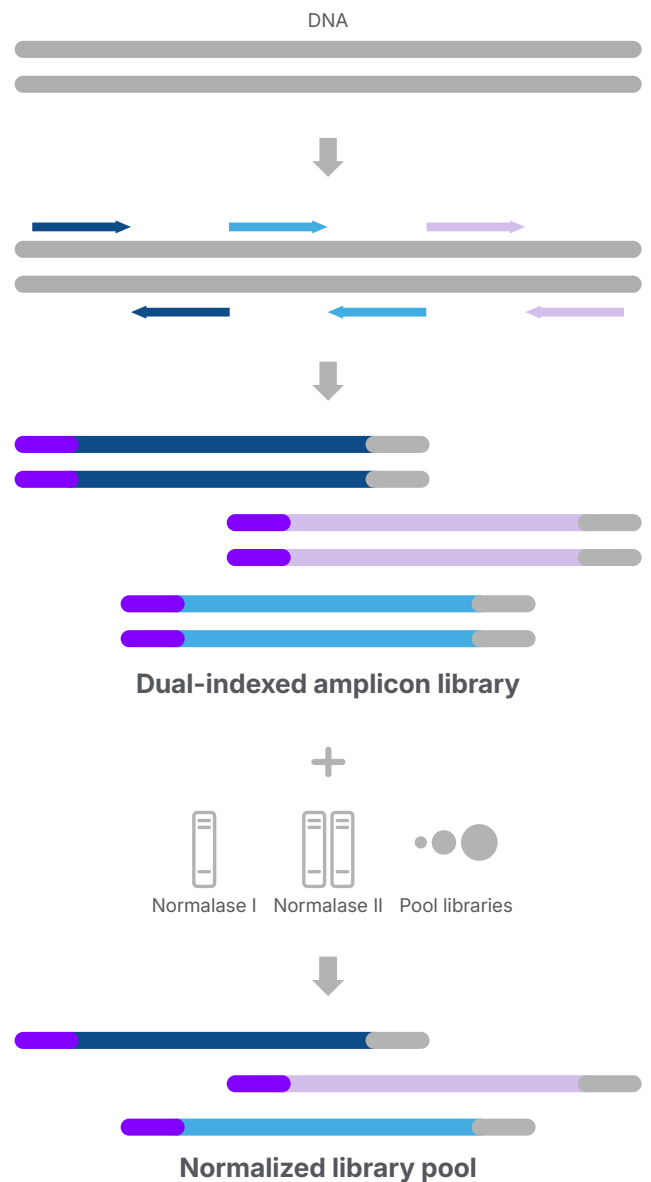 DNA
Dual-indexed amplicon library
Normalase I Normalase II Pool libraries
Normalized library pool